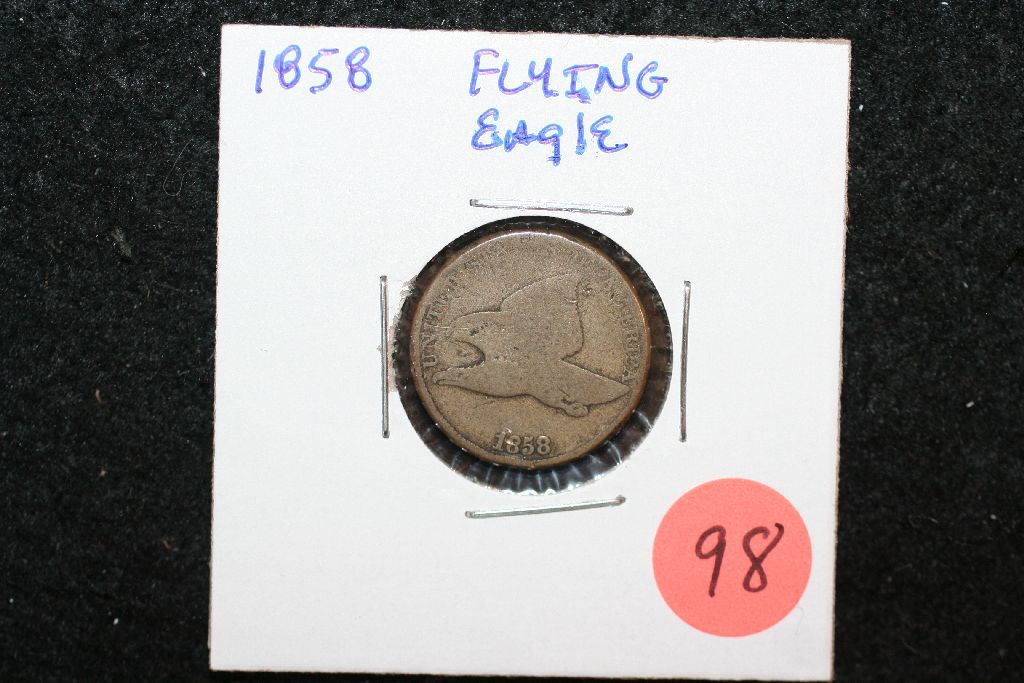 1858 FLYING
EAglE
UNITED STATES OF AMERICA
1858
98